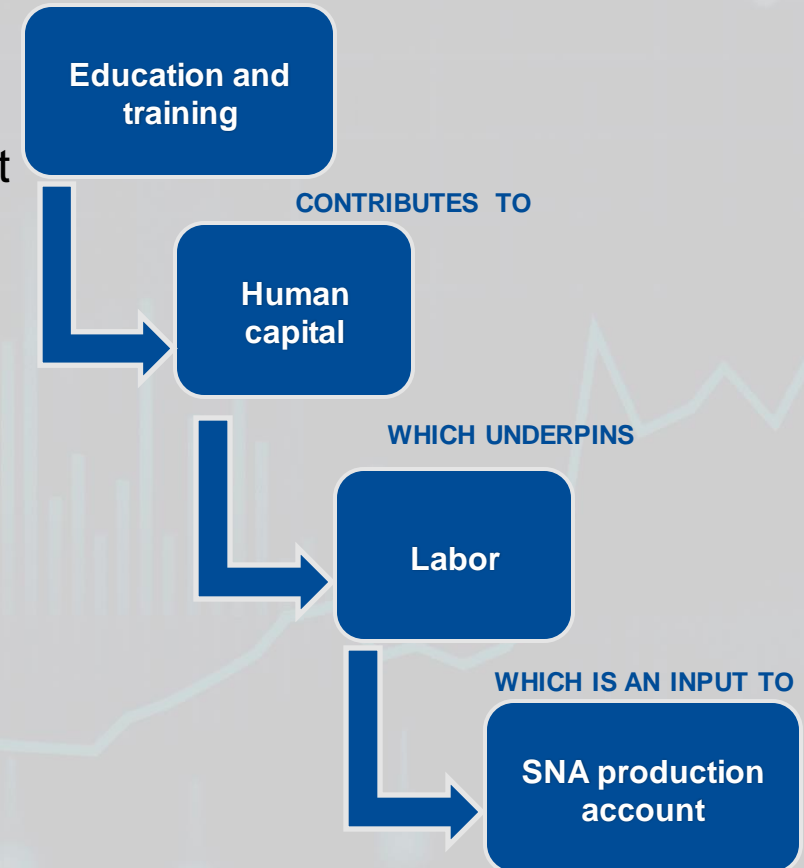 Education and
training
t
CONTRIBUTES TO
Human
capital
WHICH UNDERPINS
Labor
WHICH IS AN INPUT TO
SNA production
account